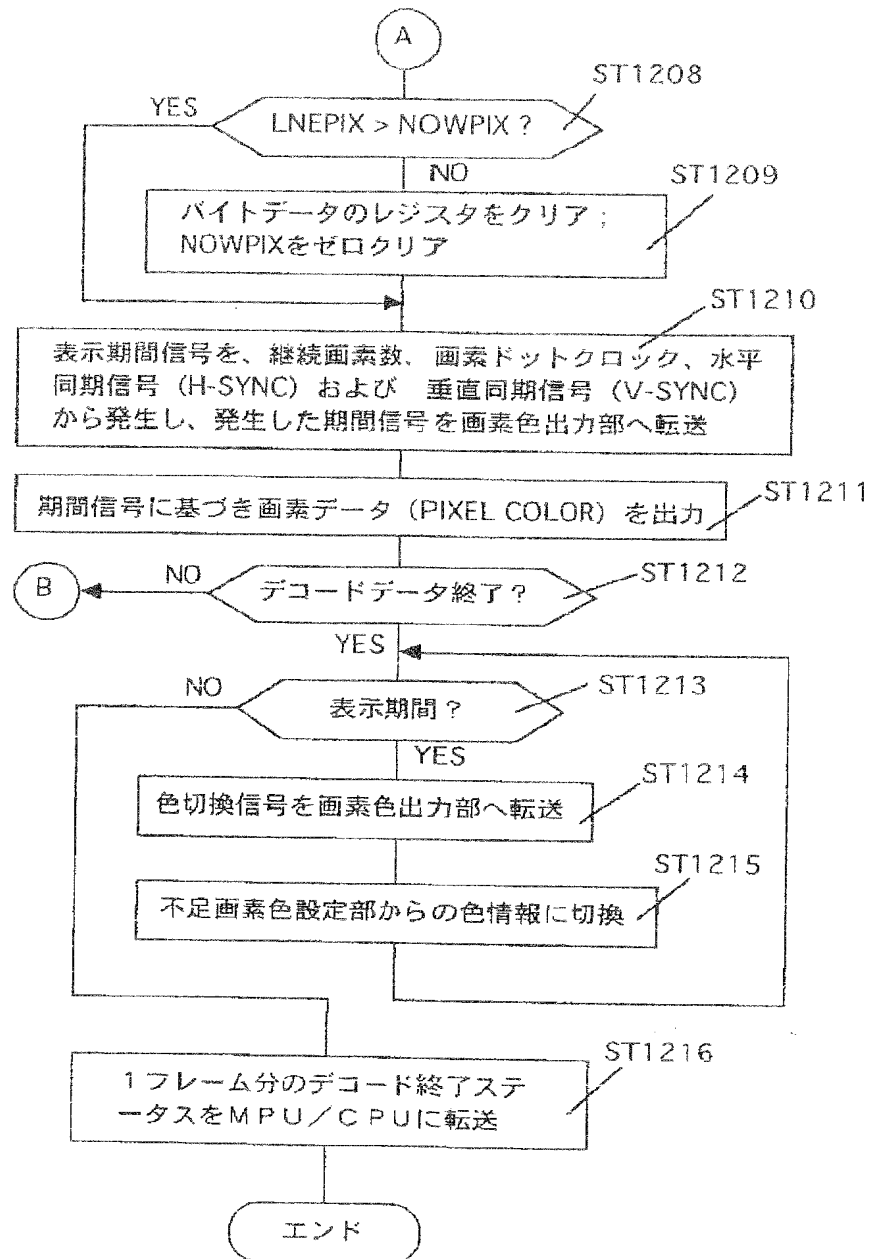 A
ST1208
YES
LNEPIX > NOWPIX ?
NO
ST1209
バイトデータのレジスタをクリア;
NOWPIXをゼロクリア
ST1210
表示期間信号を、継続画素数、画素ドットクロック、水平
同期信号 (H-SYNC) および 垂直同期信号 (V-SYNC)
から発生し、発生した期間信号を画素色出力部へ転送
ST1211
期間信号に基づき画素データ (PIXEL COLOR) を出力
B
NO
デコードデータ終了?
ST1212
YES
NO
表示期間?
ST1213
YES
ST1214
色切換信号を画素色出力部へ転送
ST1215
不足画素色設定部からの色情報に切換
ST1216
1フレーム分のデコード終了ステ
ータスをMPU/CPUに転送
エンド